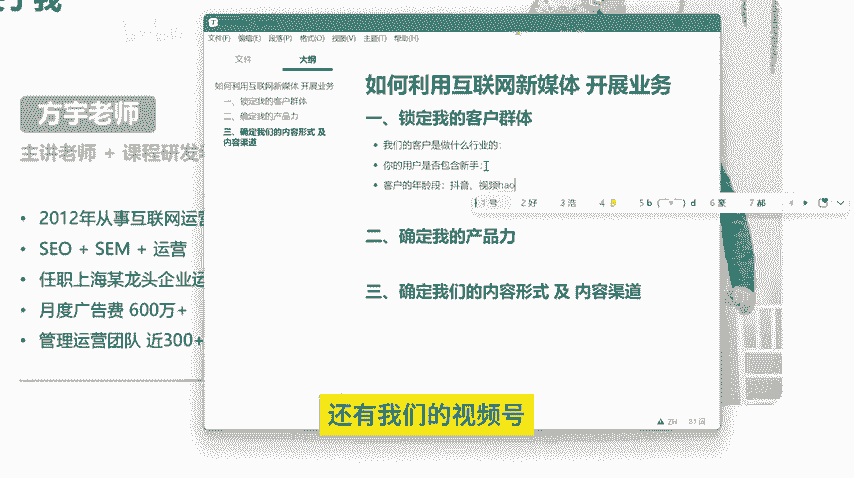 于我
方宇老师
主讲老师 + 课程研发
• 2012年从事互联网运营
• SEO + SEM + 运营
• 任职上海某龙头企业运
• 月度广告费 600万+
• 管理运营团队 近300+
文件(F) 编辑(E) 段落(P) 格式(O) 视图(V) 主题(T) 帮助(H)
文件 大纲
如何利用互联网新媒体 开展业务
一、锁定我的客户群体
二、确定我的产品力
三、确定我们的内容形式 及
内容渠道
如何利用互联网新媒体 开展业务
一、锁定我的客户群体
• 我们的客户是做什么行业的:
• 你的用户是否包含新手:
• 客户的年龄段: 抖音、视频hao
1 号 2 好 3 浩 4 5 b d 6 豪 7 郝
二、确定我的产品力
三、确定我们的内容形式 及 内容渠道
ZH 87 词
还有我们的视频号